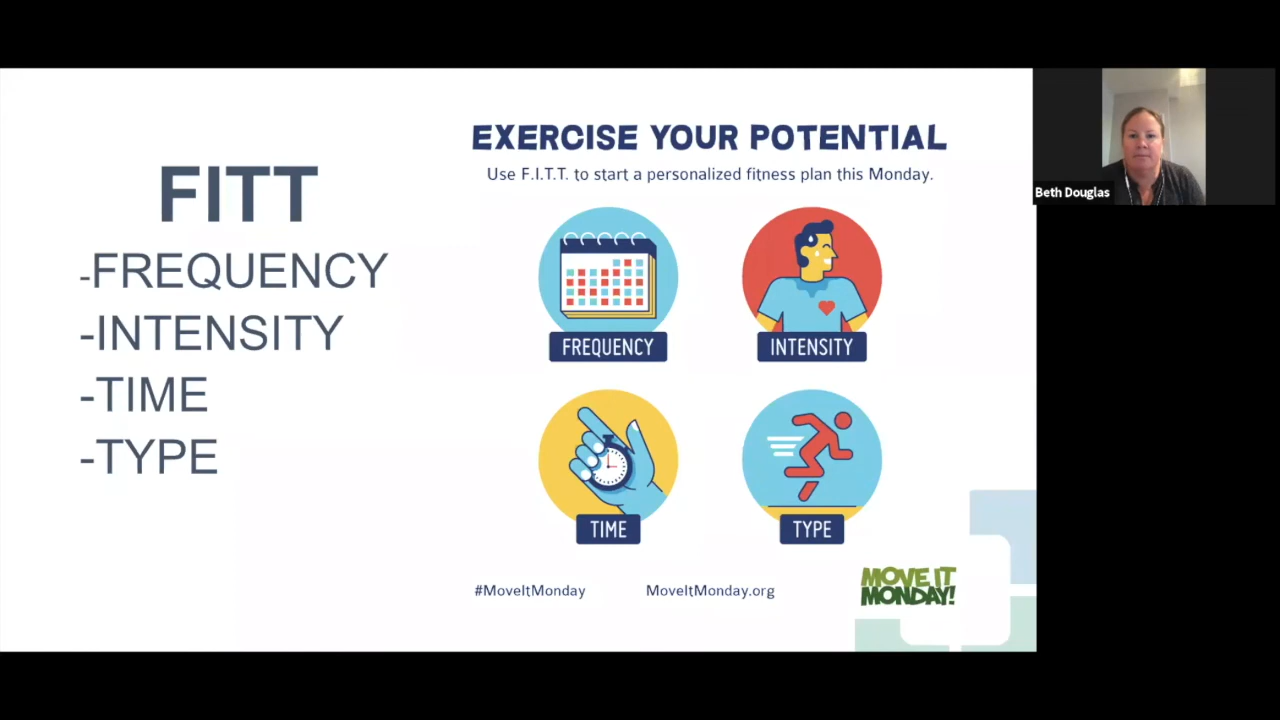 FITT
-FREQUENCY
-INTENSITY
-TIME
-TYPE
EXERCISE YOUR POTENTIAL
Use F.I.T.T. to start a personalized fitness plan this Monday.
FREQUENCY
INTENSITY
TIME
TYPE
#MoveItMonday
MoveItMonday.org
MOVE IT
MONDAY!
Beth Douglas